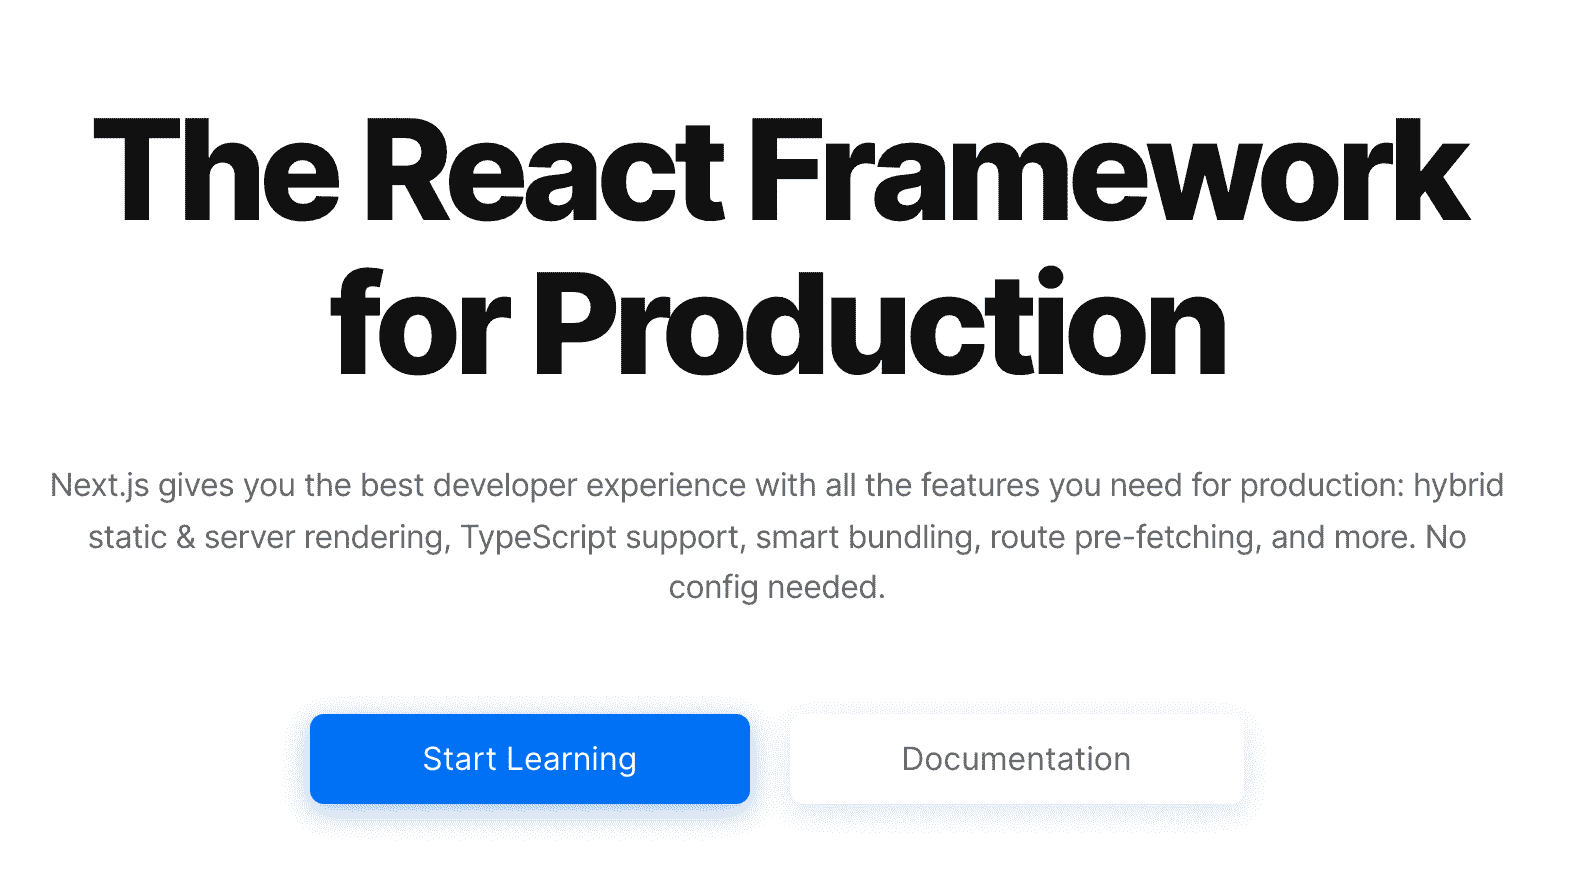 The React Framework
for Production
Next.js gives you the best developer experience with all the features you need for production: hybrid
static & server rendering, TypeScript support, smart bundling, route pre-fetching, and more. No
config needed.
Start Learning
Documentation